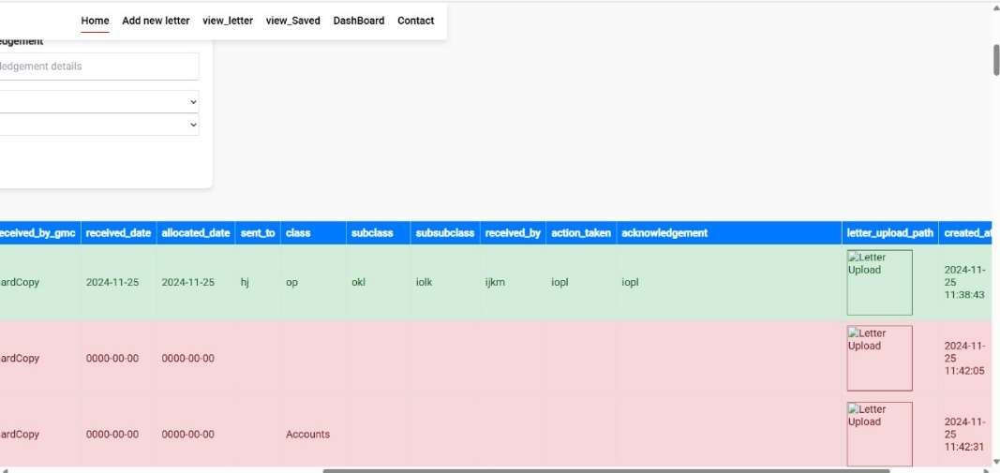 Home Add new letter view_letter view_Saved DashBoard Contact
edgement
ledgement details
eceived_by_gmc received_date allocated_date sent_to class subclass subsubclass received_by action_taken acknowledgement letter_upload_path created_at
ardCopy 2024-11-25 2024-11-25 hj op okl iolk ijkm iopl iopl Letter Upload 2024-11-25 11:38:43
ardCopy 0000-00-00 0000-00-00 Letter Upload 2024-11-25 11:42:05
ardCopy 0000-00-00 0000-00-00 Accounts Letter Upload 2024-11-25 11:42:31